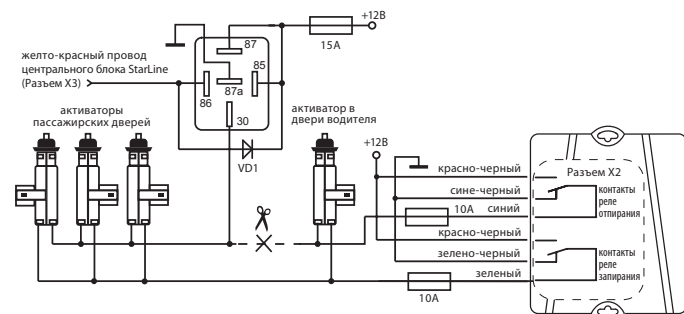 +12В
87
15А
желто-красный провод
центрального блока StarLine
(Разъем X3)
85
86
87а
30
активаторы
пассажирских дверей
активатор в
двери водителя
VD1
+12В
красно-черный
Разъем X2
сине-черный
контакты
реле
отпирания
10А
синий
красно-черный
зелено-черный
контакты
реле
запирания
зеленый
10А